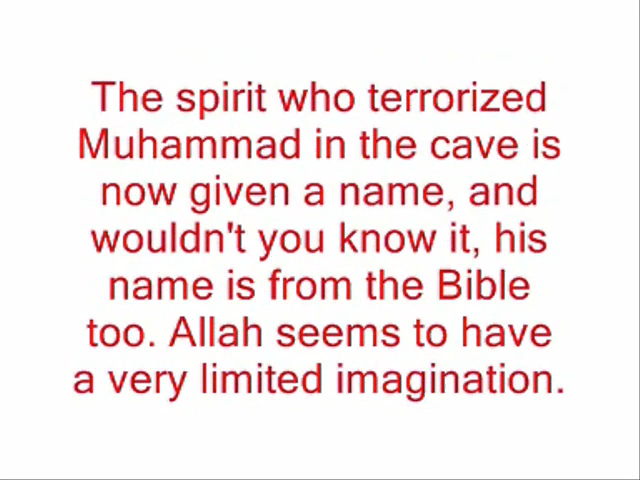 The spirit who terrorized
Muhammad in the cave is
now given a name, and
wouldn't you know it, his
name is from the Bible
too. Allah seems to have
a very limited imagination.